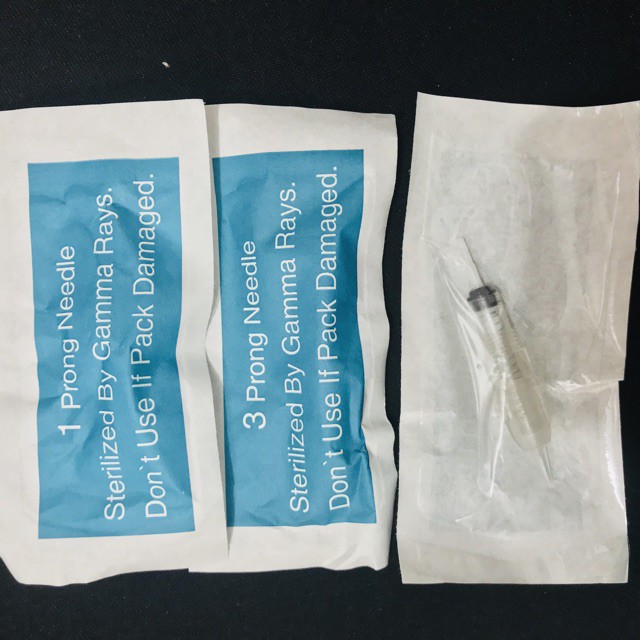 1 Prong Needle
Sterilized By Gamma Rays.
Don`t Use If Pack Damaged.
3 Prong Needle
Sterilized By Gamma Rays.
Don`t Use If Pack Damaged.